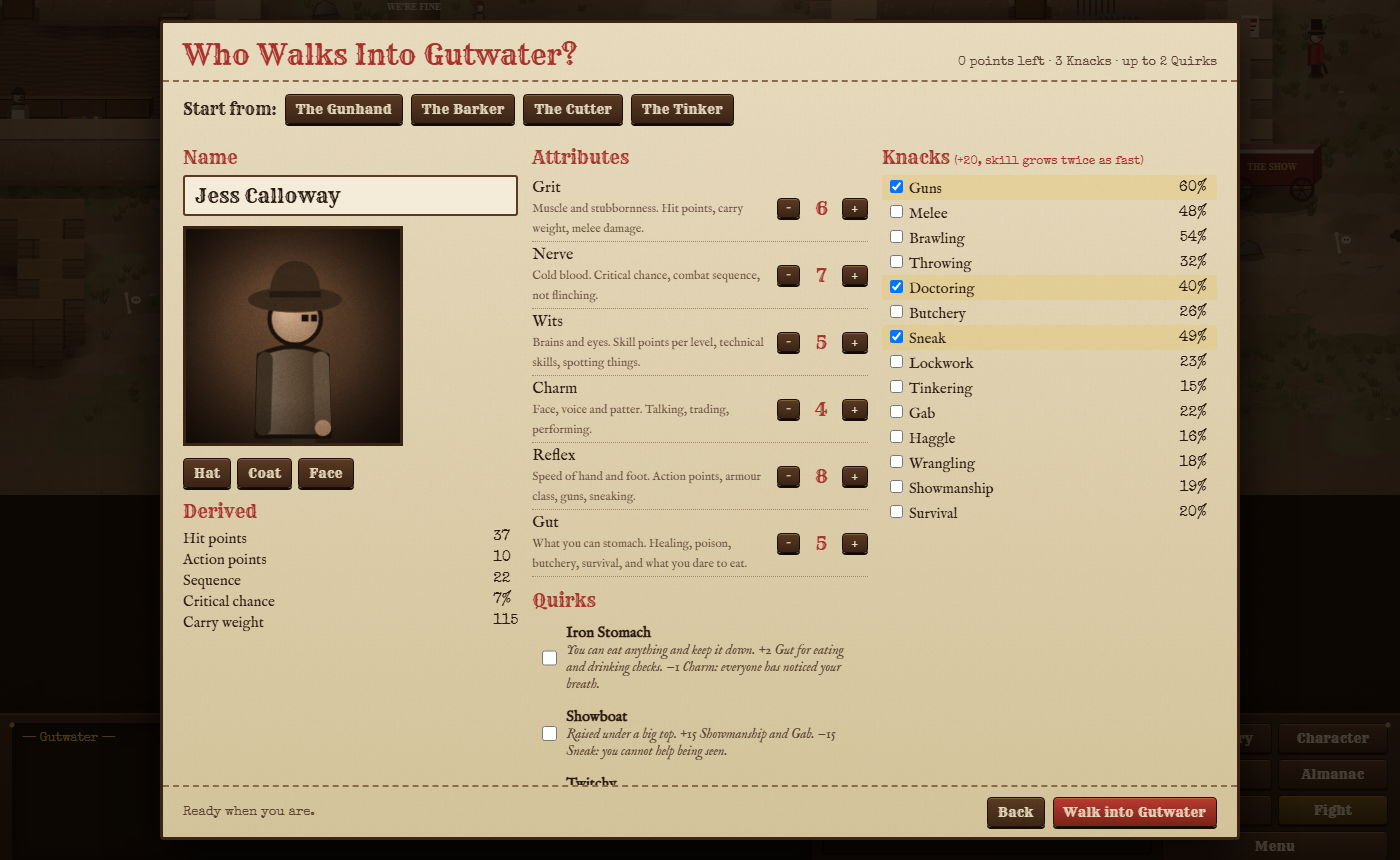 WE'RE FINE
Who Walks Into Gutwater?
0 points left · 3 Knacks · up to 2 Quirks
Start from: The Gunhand The Barker The Cutter The Tinker
Name
Jess Calloway
Hat Coat Face
Derived
Hit points 37
Action points 10
Sequence 22
Critical chance 7%
Carry weight 115
Attributes
Grit
Muscle and stubbornness. Hit points, carry
weight, melee damage.
- 6 +
Nerve
Cold blood. Critical chance, combat sequence,
not flinching.
- 7 +
Wits
Brains and eyes. Skill points per level, technical
skills, spotting things.
- 5 +
Charm
Face, voice and patter. Talking, trading,
performing.
- 4 +
Reflex
Speed of hand and foot. Action points, armour
class, guns, sneaking.
- 8 +
Gut
What you can stomach. Healing, poison,
butchery, survival, and what you dare to eat.
- 5 +
Quirks
Iron Stomach
You can eat anything and keep it down. +2 Gut for eating
and drinking checks. −1 Charm: everyone has noticed your
breath.
Showboat
Raised under a big top. +15 Showmanship and Gab. −15
Sneak: you cannot help being seen.
Twitchy
Knacks (+20, skill grows twice as fast)
Guns 60%
Melee 48%
Brawling 54%
Throwing 32%
Doctoring 40%
Butchery 26%
Sneak 49%
Lockwork 23%
Tinkering 15%
Gab 22%
Haggle 16%
Wrangling 18%
Showmanship 19%
Survival 20%
THE SHOW
Ready when you are.
Back Walk into Gutwater
— Gutwater —
ry Character
Almanac
Fight
Menu